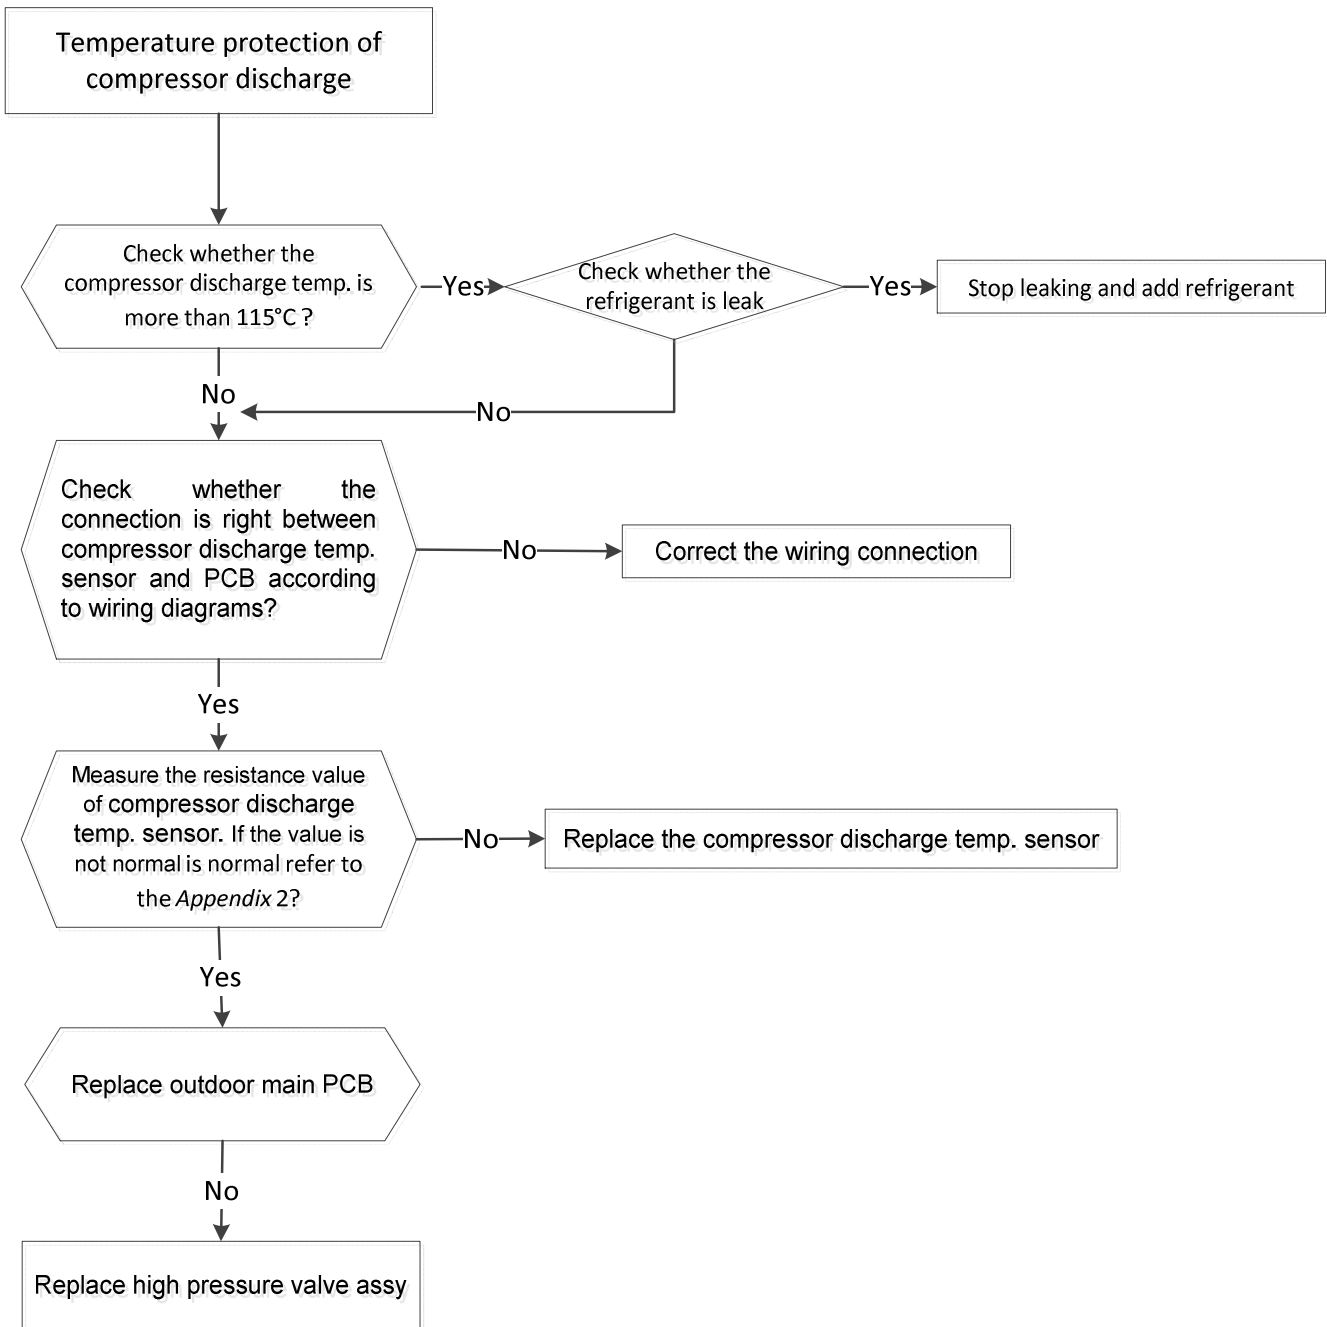 Temperature protection of
compressor discharge
Check whether the
compressor discharge temp. is
more than 115°C ?
Yes
Check whether the
refrigerant is leak
Yes
Stop leaking and add refrigerant
No
No
Check whether the
connection is right between
compressor discharge temp.
sensor and PCB according
to wiring diagrams?
No
Correct the wiring connection
Yes
Measure the resistance value
of compressor discharge
temp. sensor. If the value is
not normal is normal refer to
the Appendix 2?
No
Replace the compressor discharge temp. sensor
Yes
Replace outdoor main PCB
No
Replace high pressure valve assy